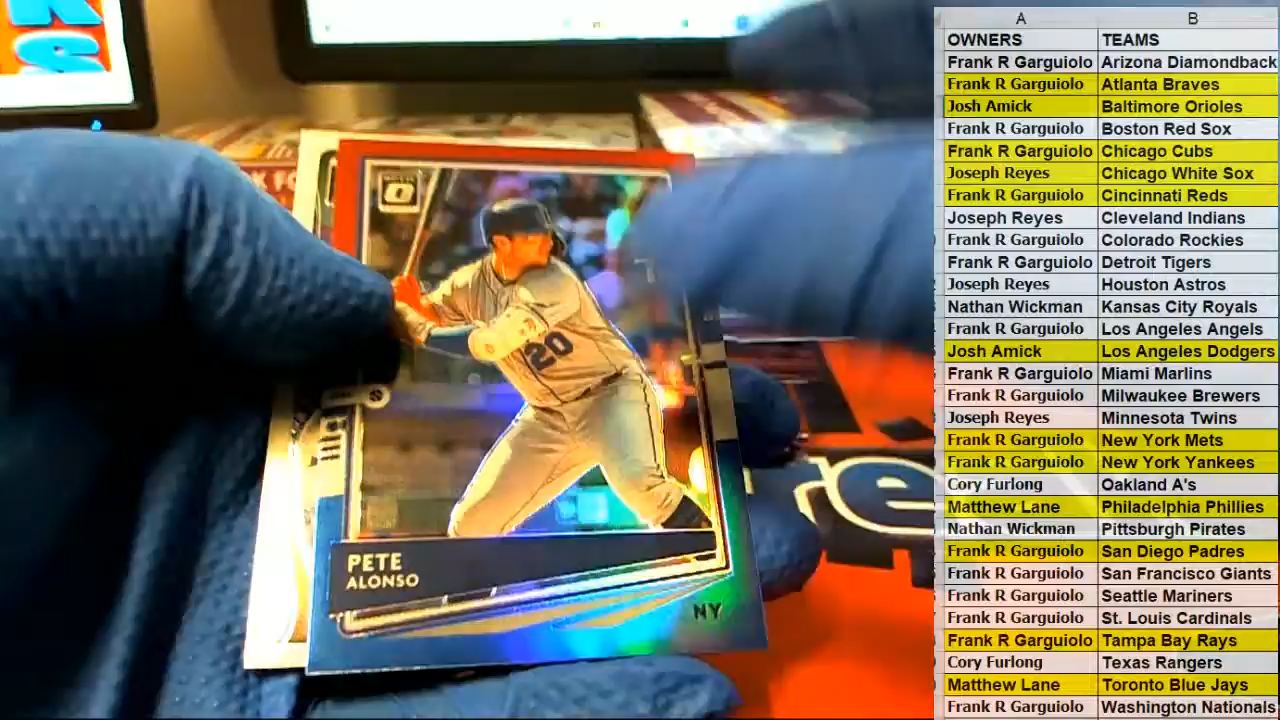 K
S
K FO
20
PETE
ALONSO
NY
re
A B
OWNERS TEAMS
Frank R Garguiolo Arizona Diamondback
Frank R Garguiolo Atlanta Braves
Josh Amick Baltimore Orioles
Frank R Garguiolo Boston Red Sox
Frank R Garguiolo Chicago Cubs
Joseph Reyes Chicago White Sox
Frank R Garguiolo Cincinnati Reds
Joseph Reyes Cleveland Indians
Frank R Garguiolo Colorado Rockies
Frank R Garguiolo Detroit Tigers
Joseph Reyes Houston Astros
Nathan Wickman Kansas City Royals
Frank R Garguiolo Los Angeles Angels
Josh Amick Los Angeles Dodgers
Frank R Garguiolo Miami Marlins
Frank R Garguiolo Milwaukee Brewers
Joseph Reyes Minnesota Twins
Frank R Garguiolo New York Mets
Frank R Garguiolo New York Yankees
Cory Furlong Oakland A's
Matthew Lane Philadelphia Phillies
Nathan Wickman Pittsburgh Pirates
Frank R Garguiolo San Diego Padres
Frank R Garguiolo San Francisco Giants
Frank R Garguiolo Seattle Mariners
Frank R Garguiolo St. Louis Cardinals
Frank R Garguiolo Tampa Bay Rays
Cory Furlong Texas Rangers
Matthew Lane Toronto Blue Jays
Frank R Garguiolo Washington Nationals